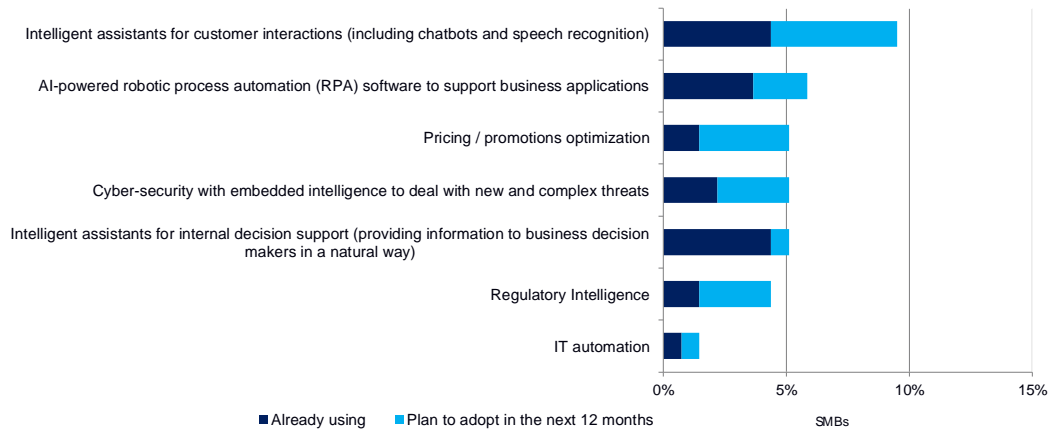 Intelligent assistants for customer interactions (including chatbots and speech recognition)
AI-powered robotic process automation (RPA) software to support business applications
Pricing / promotions optimization
Cyber-security with embedded intelligence to deal with new and complex threats
Intelligent assistants for internal decision support (providing information to business decision
makers in a natural way)
Regulatory Intelligence
IT automation
0% 5% 10% 15%
Already using Plan to adopt in the next 12 months SMBs